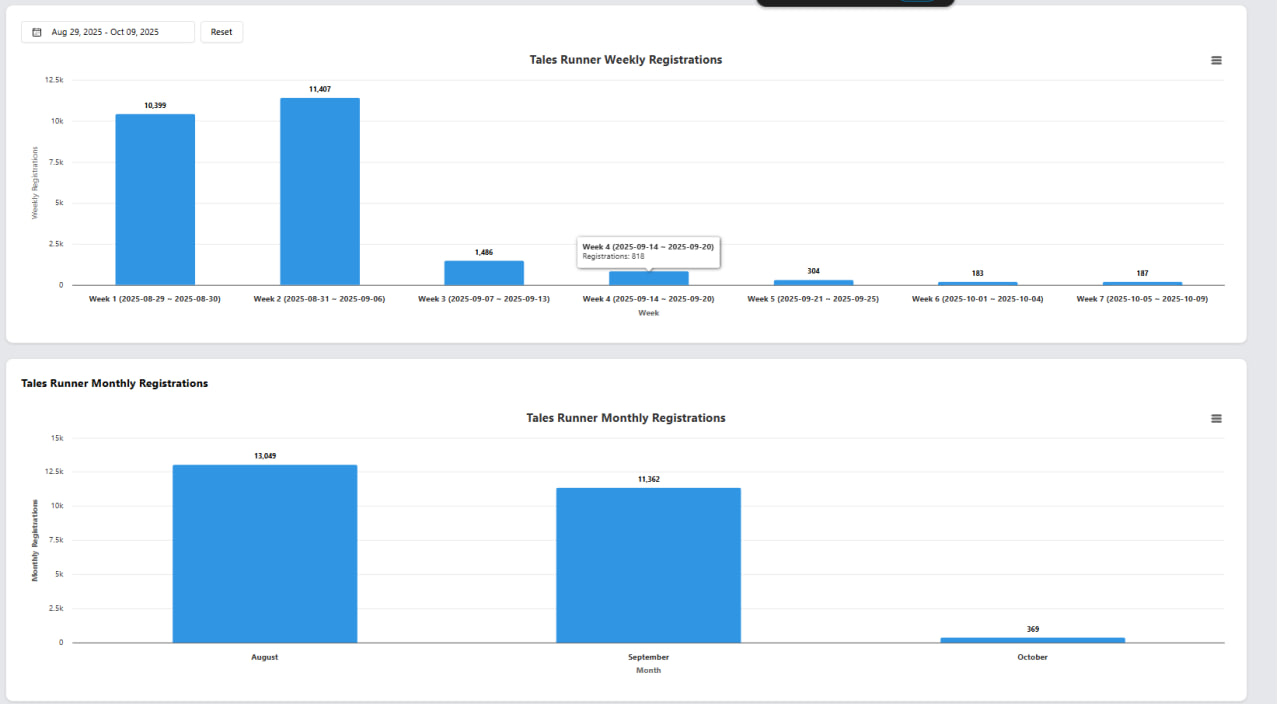 Aug 29, 2025 - Oct 09, 2025
Reset
Tales Runner Weekly Registrations
12.5k
10k
7.5k
5k
2.5k
0
Weekly Registrations
10,399
11,407
1,486
Week 4 (2025-09-14 ~ 2025-09-20)
Registrations: 818
304
183
187
Week 1 (2025-08-29 ~ 2025-08-30)
Week 2 (2025-08-31 ~ 2025-09-06)
Week 3 (2025-09-07 ~ 2025-09-13)
Week 4 (2025-09-14 ~ 2025-09-20)
Week 5 (2025-09-21 ~ 2025-09-25)
Week 6 (2025-10-01 ~ 2025-10-04)
Week 7 (2025-10-05 ~ 2025-10-09)
Week
Tales Runner Monthly Registrations
Tales Runner Monthly Registrations
15k
12.5k
10k
7.5k
5k
2.5k
0
Monthly Registrations
13,049
11,362
369
August
September
October
Month